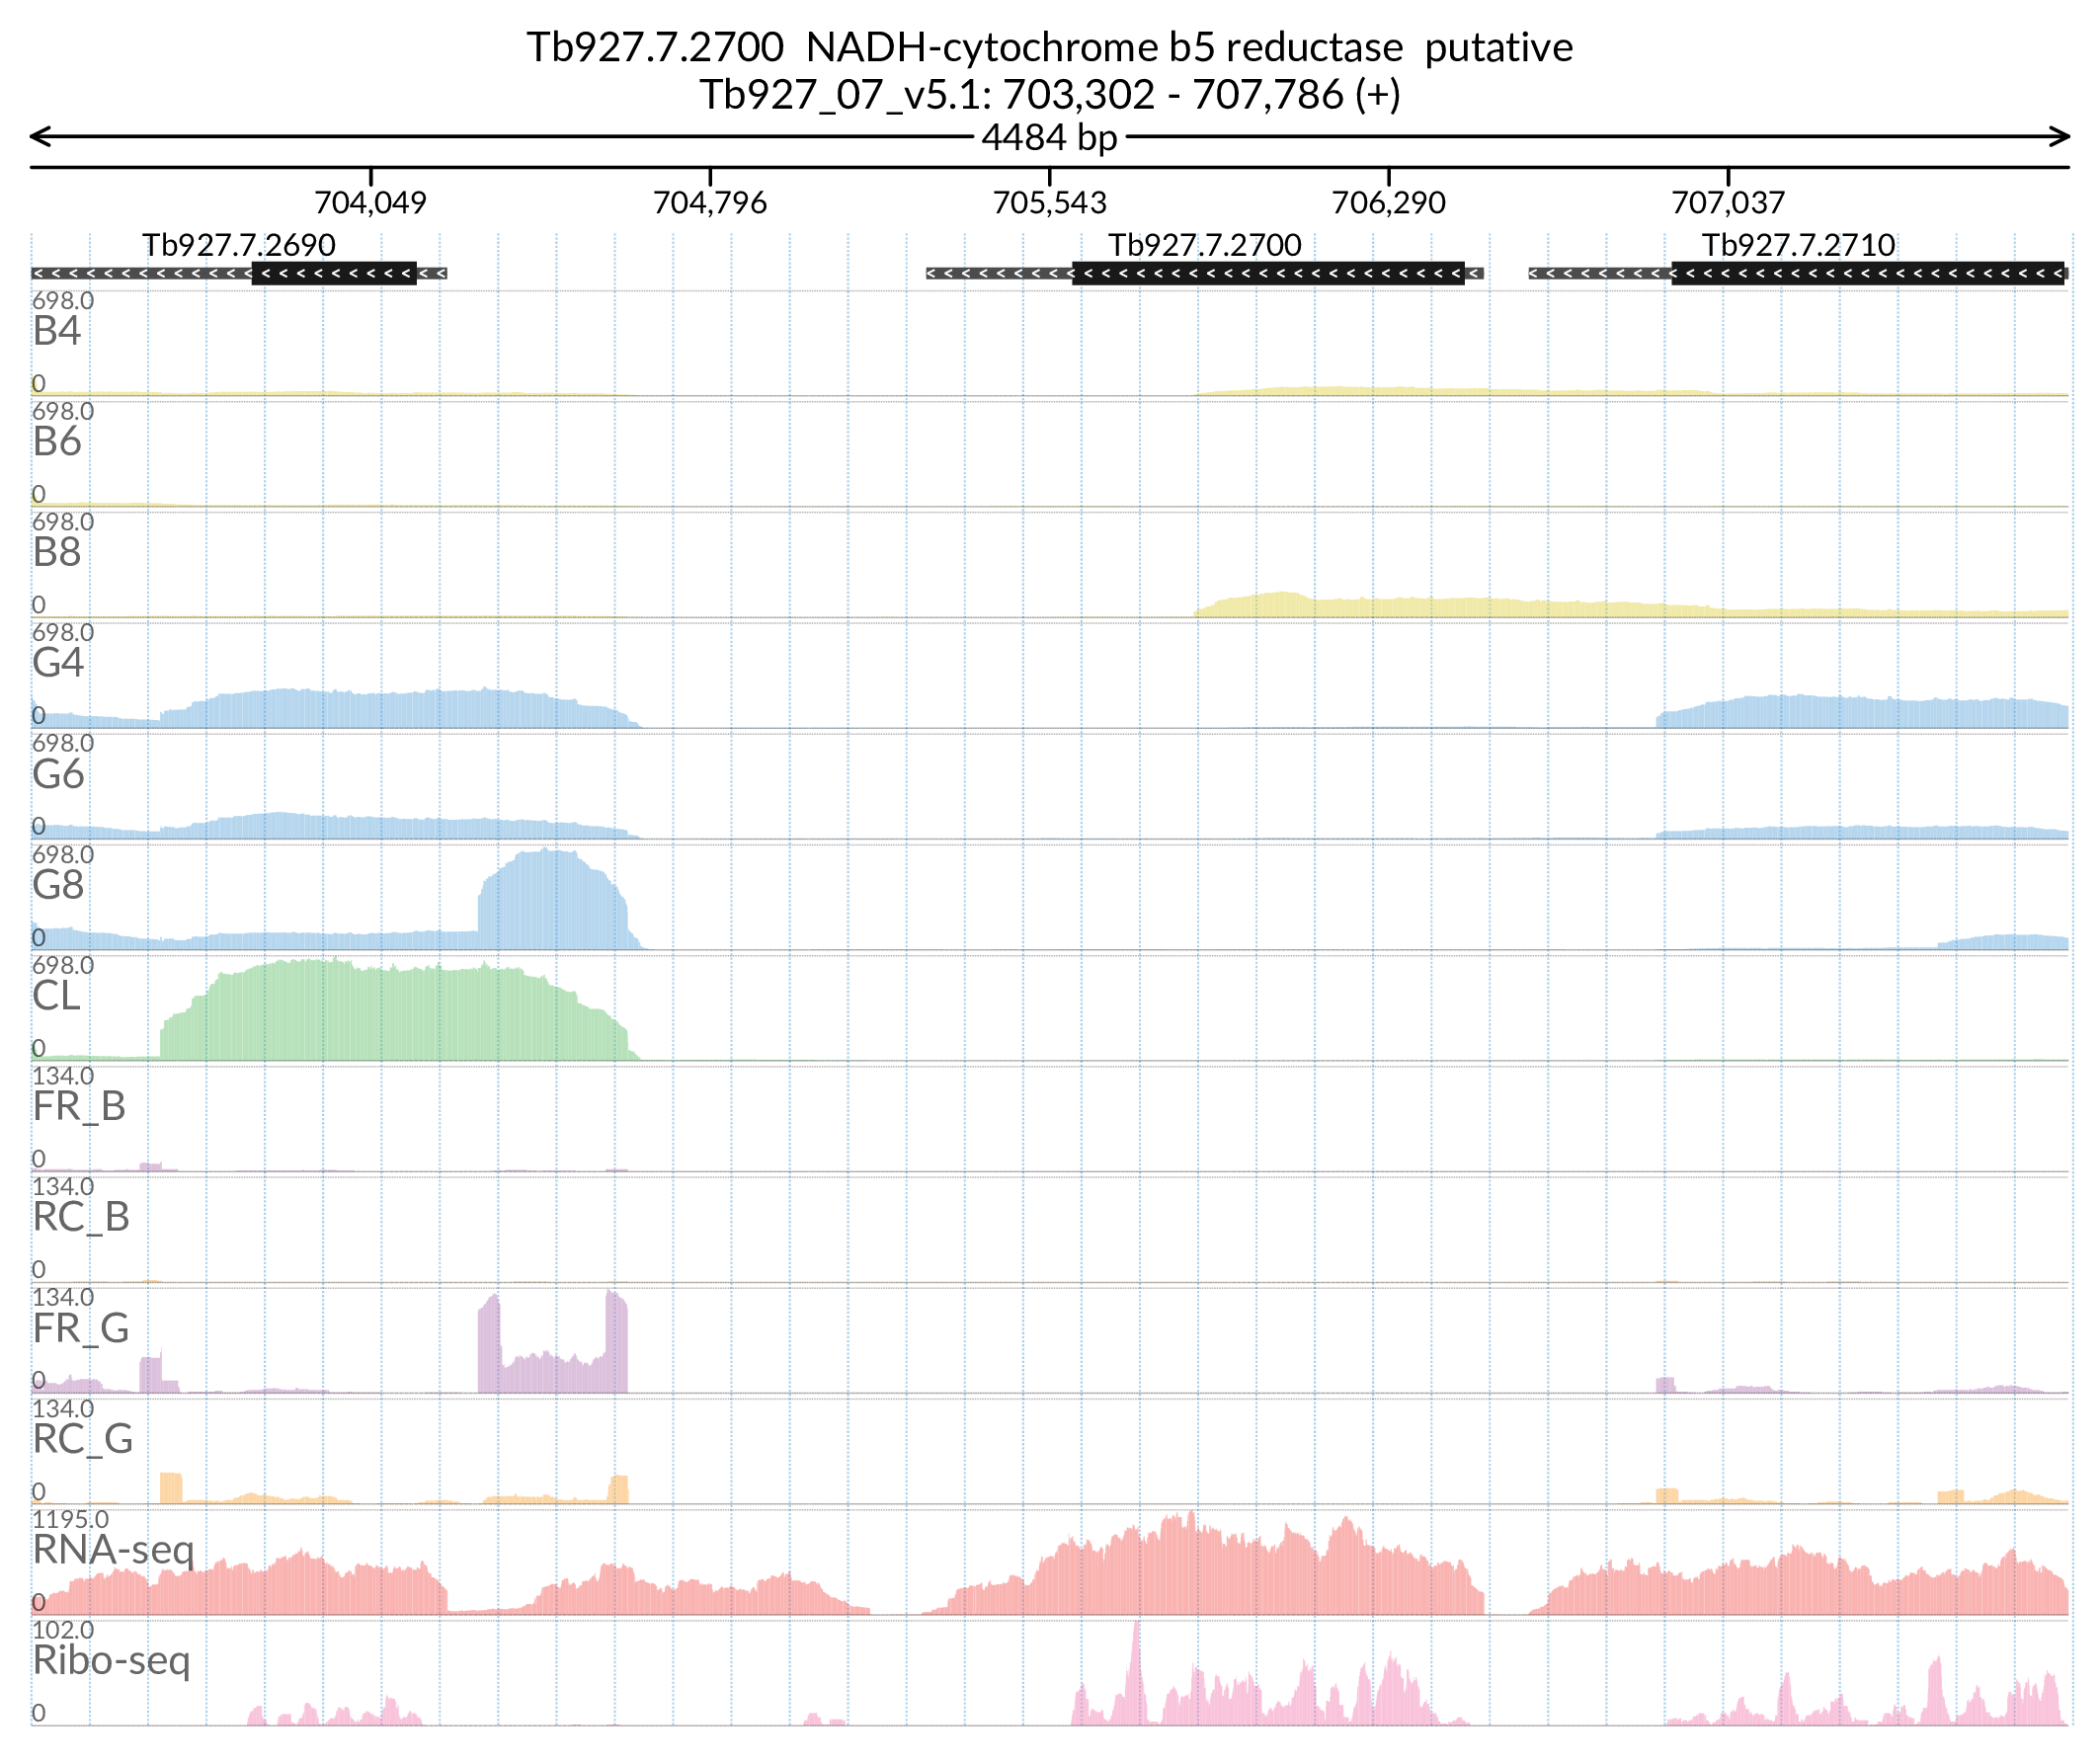 Tb927.7.2700 NADH-cytochrome b5 reductase putative
Tb927_07_v5.1: 703,302 - 707,786 (+)
4484 bp
704,049 704,796 705,543 706,290 707,037
Tb927.7.2690 Tb927.7.2700 Tb927.7.2710
698.0
B4
0
698.0
B6
0
698.0
B8
0
698.0
G4
0
698.0
G6
0
698.0
G8
0
698.0
CL
0
134.0
FR_B
0
134.0
RC_B
0
134.0
FR_G
0
134.0
RC_G
0
1195.0
RNA-seq
0
102.0
Ribo-seq
0